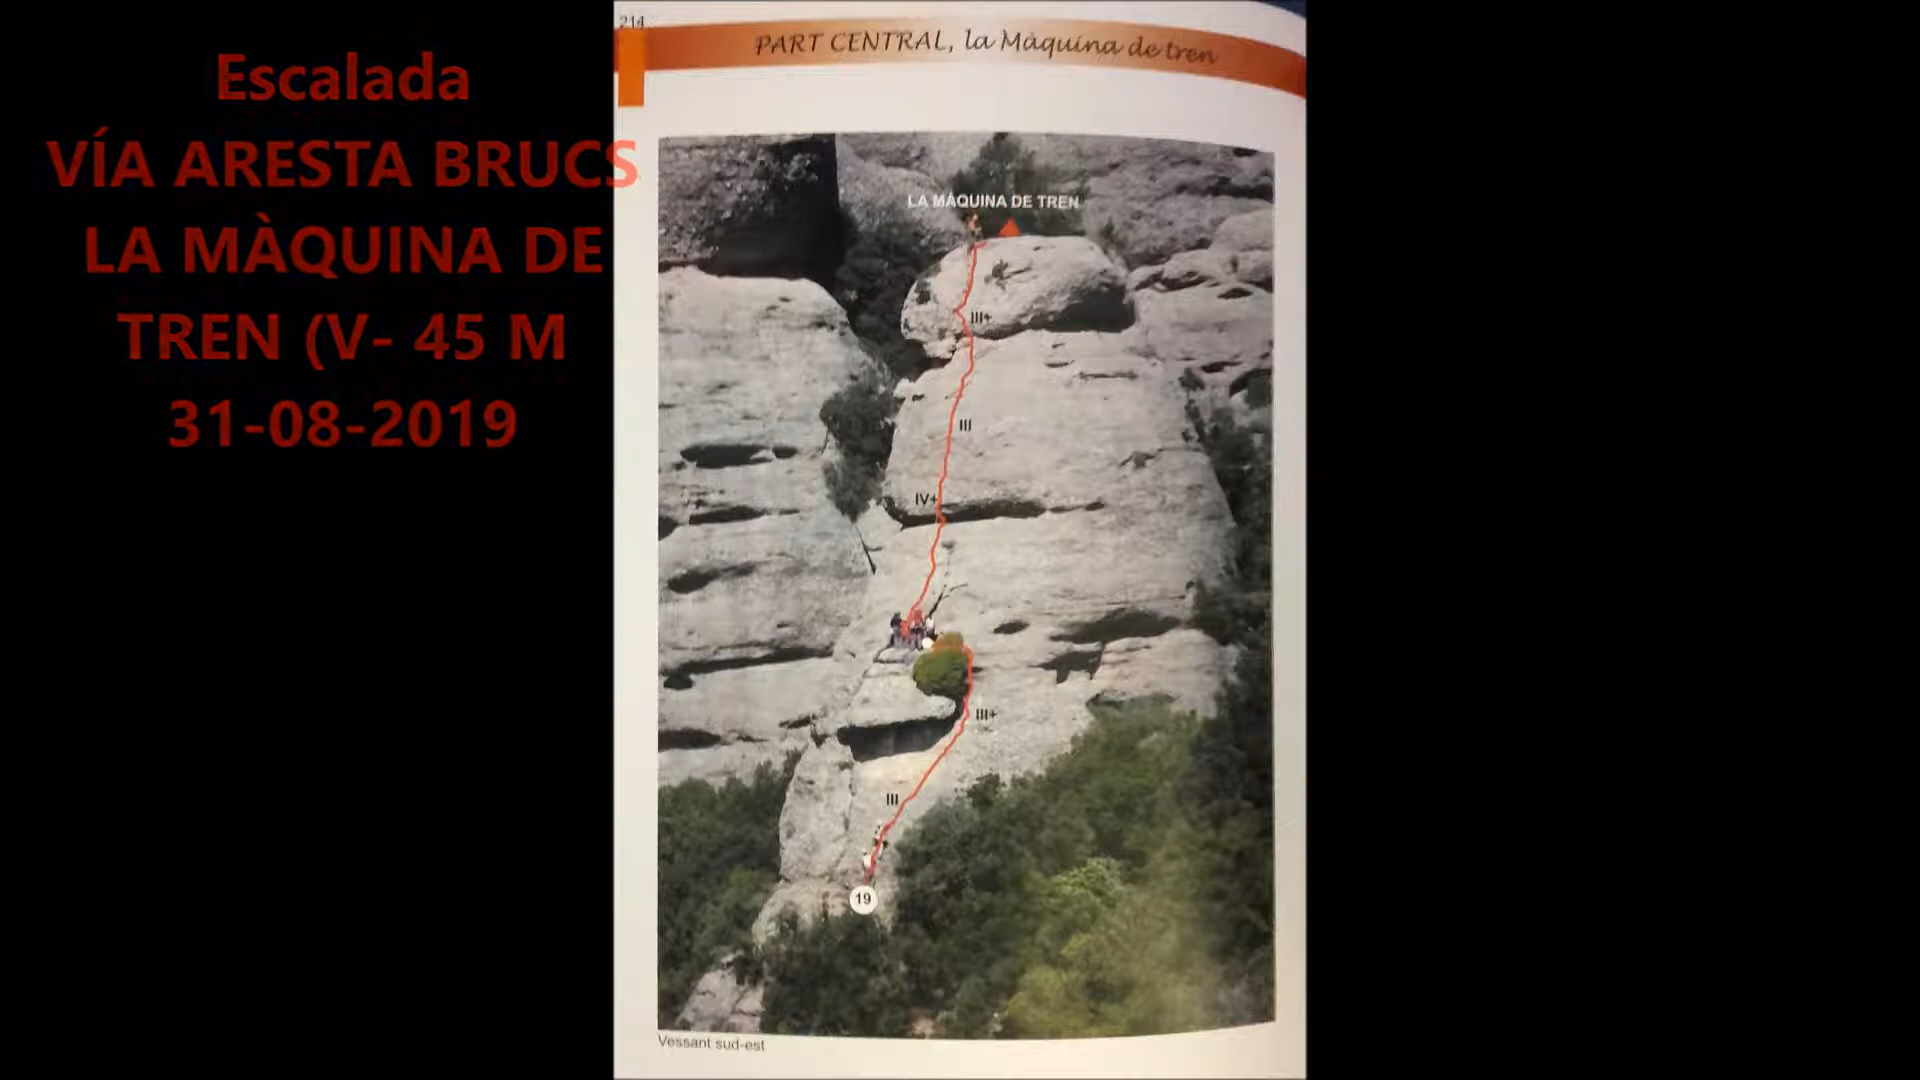 Escalada
VÍA ARESTA BRUCS
LA MÀQUINA DE
TREN (V- 45 M
31-08-2019
214
PART CENTRAL, la Màquina de tren
LA MÀQUINA DE TREN
III+
III
IV+
III+
III
19
Vessant sud-est